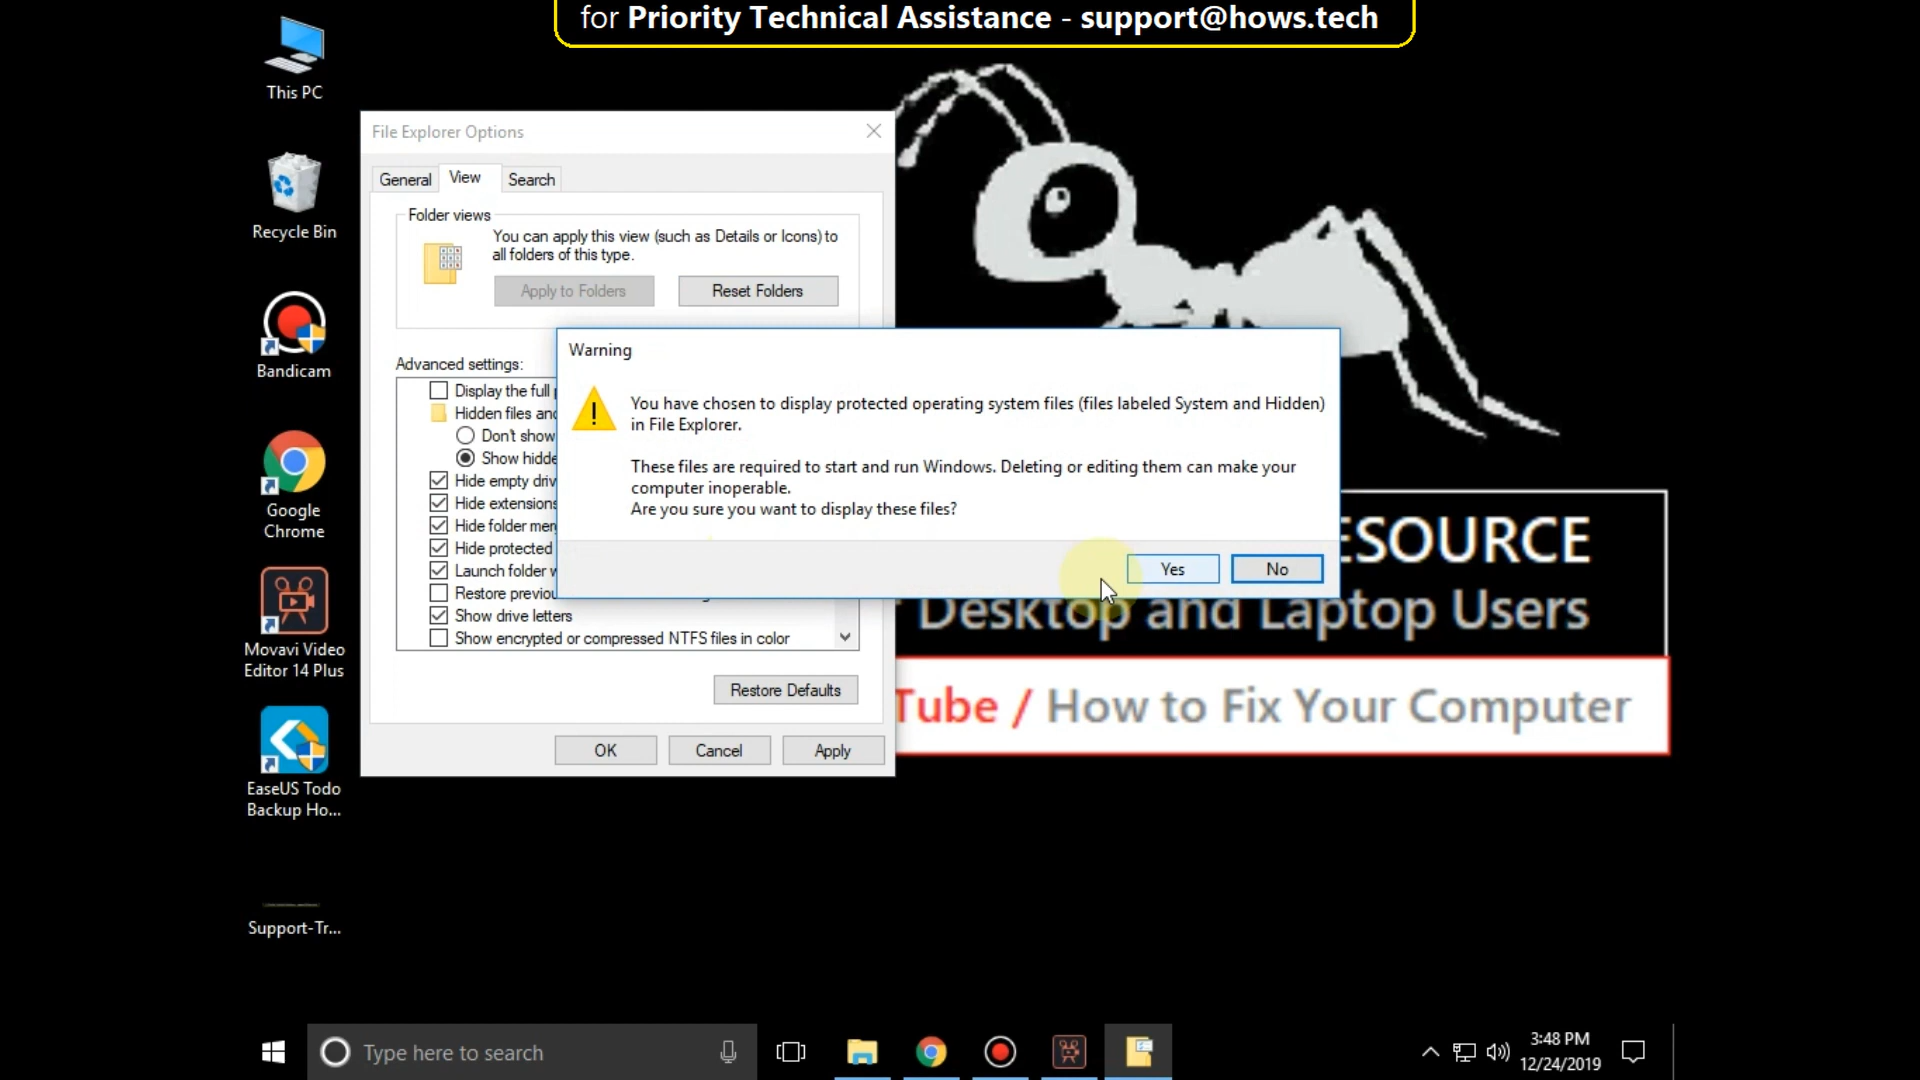 for Priority Technical Assistance - support@hows.tech
This PC
Recycle Bin
Bandicam
Google
Chrome
Movavi Video
Editor 14 Plus
EaseUS Todo
Backup Ho...
Support-Tr...
File Explorer Options
General
View
Search
Folder views
You can apply this view (such as Details or Icons) to
all folders of this type.
Apply to Folders
Reset Folders
Advanced settings:
Display the full
Hidden files and
Don't show
Show hidde
Hide empty driv
Hide extensions
Hide folder mer
Hide protected
Launch folder w
Restore previou
Show drive letters
Show encrypted or compressed NTFS files in color
Restore Defaults
OK
Cancel
Apply
Warning
You have chosen to display protected operating system files (files labeled System and Hidden)
in File Explorer.
These files are required to start and run Windows. Deleting or editing them can make your
computer inoperable.
Are you sure you want to display these files?
Yes
No
ESOURCE
Desktop and Laptop Users
Tube / How to Fix Your Computer
Type here to search
3:48 PM
12/24/2019